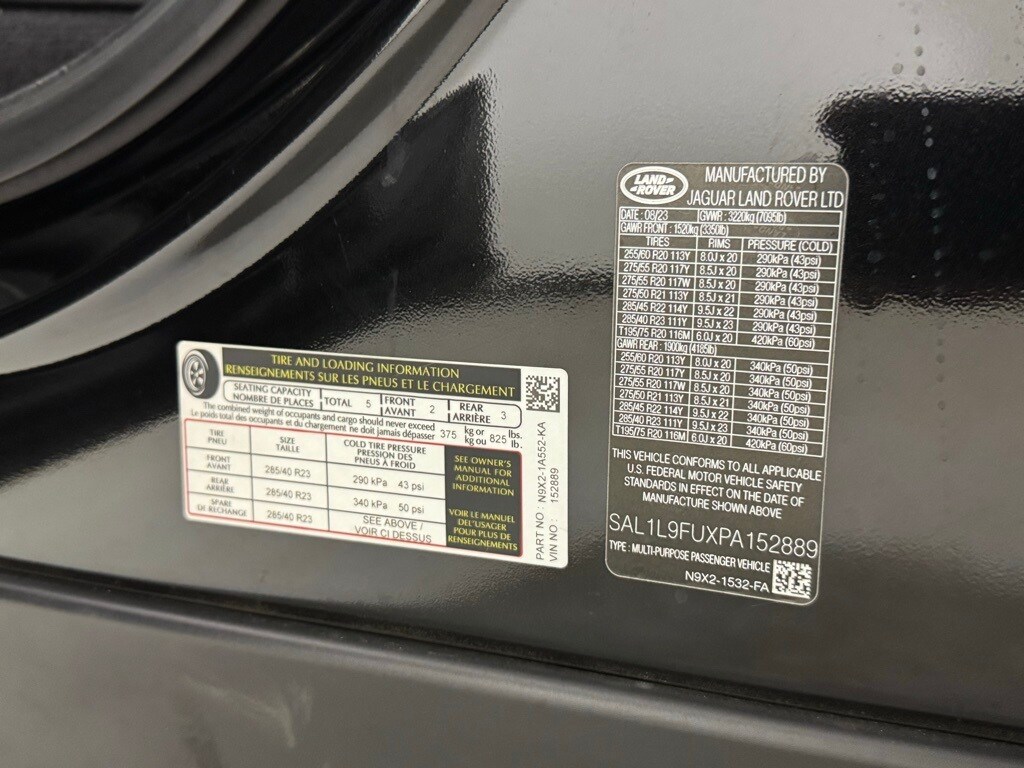 TIRE AND LOADING INFORMATION
RENSEIGNEMENTS SUR LES PNEUS ET LE CHARGEMENT
SEATING CAPACITY
NOMBRE DE PLACES
TOTAL 5
FRONT
AVANT 2
REAR
ARRIÈRE 3
The combined weight of occupants and cargo should never exceed
Le poids total des occupants et du chargement ne doit jamais dépasser
375 kg or
kg ou 825 lbs.
lb.
TIRE
PNEU
SIZE
TAILLE
COLD TIRE PRESSURE
PRESSION DES
PNEUS À FROID
FRONT
AVANT
285/40 R23
290 kPa 43 psi
REAR
ARRIÈRE
285/40 R23
340 kPa 50 psi
SPARE
DE RECHANGE
285/40 R23
SEE ABOVE /
VOIR CI DESSUS
SEE OWNER'S
MANUAL FOR
ADDITIONAL
INFORMATION
VOIR LE MANUEL
DEL'USAGER
POUR PLUS DE
RENSEIGNEMENTS
PART NO : N9X2-1A552-KA
VIN NO : 152889
LAND-
-ROVER
MANUFACTURED BY
JAGUAR LAND ROVER LTD
DATE : 08/23 GVWR : 3220kg (7095lb)
GAWR FRONT : 1520kg (3350lb)
TIRES RIMS PRESSURE (COLD)
255/60 R20 113Y 8.0J x 20 290kPa (43psi)
275/55 R20 117Y 8.5J x 20 290kPa (43psi)
275/55 R20 117W 8.5J x 20 290kPa (43psi)
275/50 R21 113Y 8.5J x 21 290kPa (43psi)
285/45 R22 114Y 9.5J x 22 290kPa (43psi)
285/40 R23 111Y 9.5J x 23 290kPa (43psi)
T195/75 R20 116M 6.0J x 20 420kPa (60psi)
GAWR REAR : 1900kg (4185lb)
255/60 R20 113Y 8.0J x 20 340kPa (50psi)
275/55 R20 117Y 8.5J x 20 340kPa (50psi)
275/55 R20 117W 8.5J x 20 340kPa (50psi)
275/50 R21 113Y 8.5J x 21 340kPa (50psi)
285/45 R22 114Y 9.5J x 22 340kPa (50psi)
285/40 R23 111Y 9.5J x 23 340kPa (50psi)
T195/75 R20 116M 6.0J x 20 420kPa (60psi)
THIS VEHICLE CONFORMS TO ALL APPLICABLE
U.S. FEDERAL MOTOR VEHICLE SAFETY
STANDARDS IN EFFECT ON THE DATE OF
MANUFACTURE SHOWN ABOVE
SAL1L9FUXPA152889
TYPE : MULTI-PURPOSE PASSENGER VEHICLE
N9X2-1532-FA